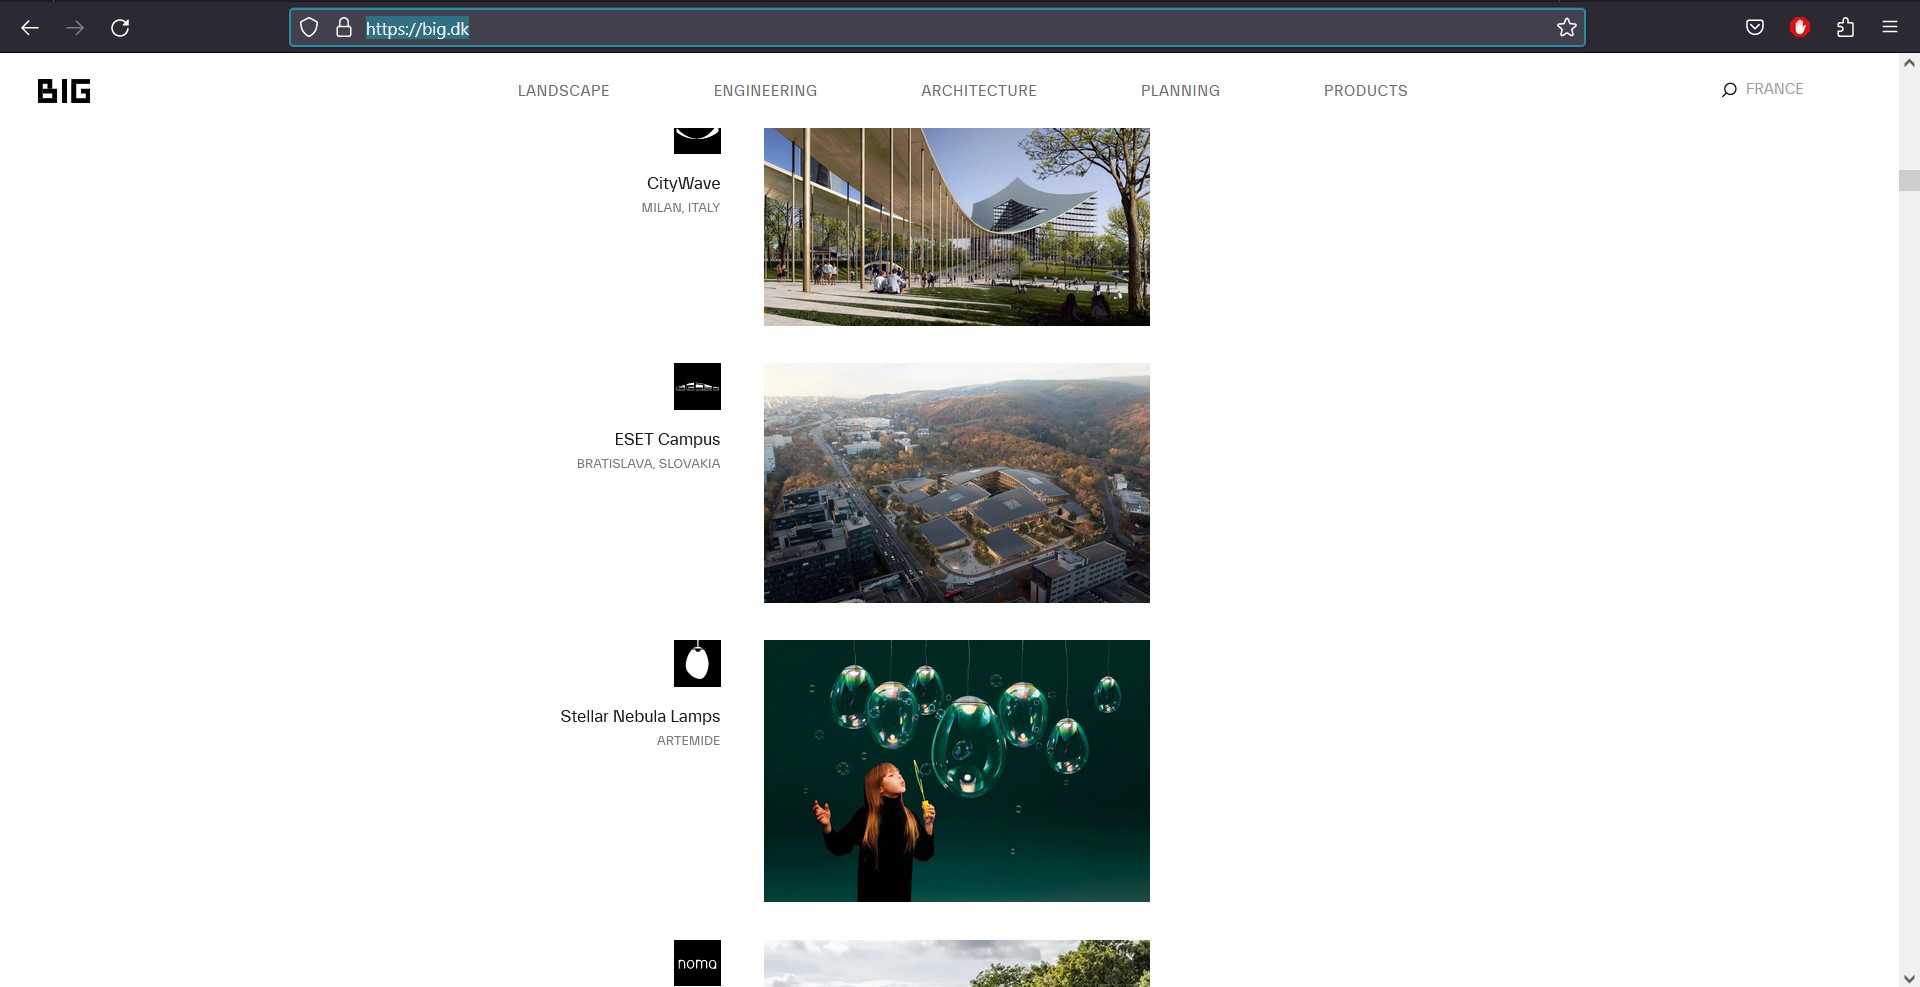 https://big.dk
BIG
LANDSCAPE
ENGINEERING
ARCHITECTURE
PLANNING
PRODUCTS
FRANCE
CityWave
MILAN, ITALY
ESET Campus
BRATISLAVA, SLOVAKIA
Stellar Nebula Lamps
ARTEMIDE
noma